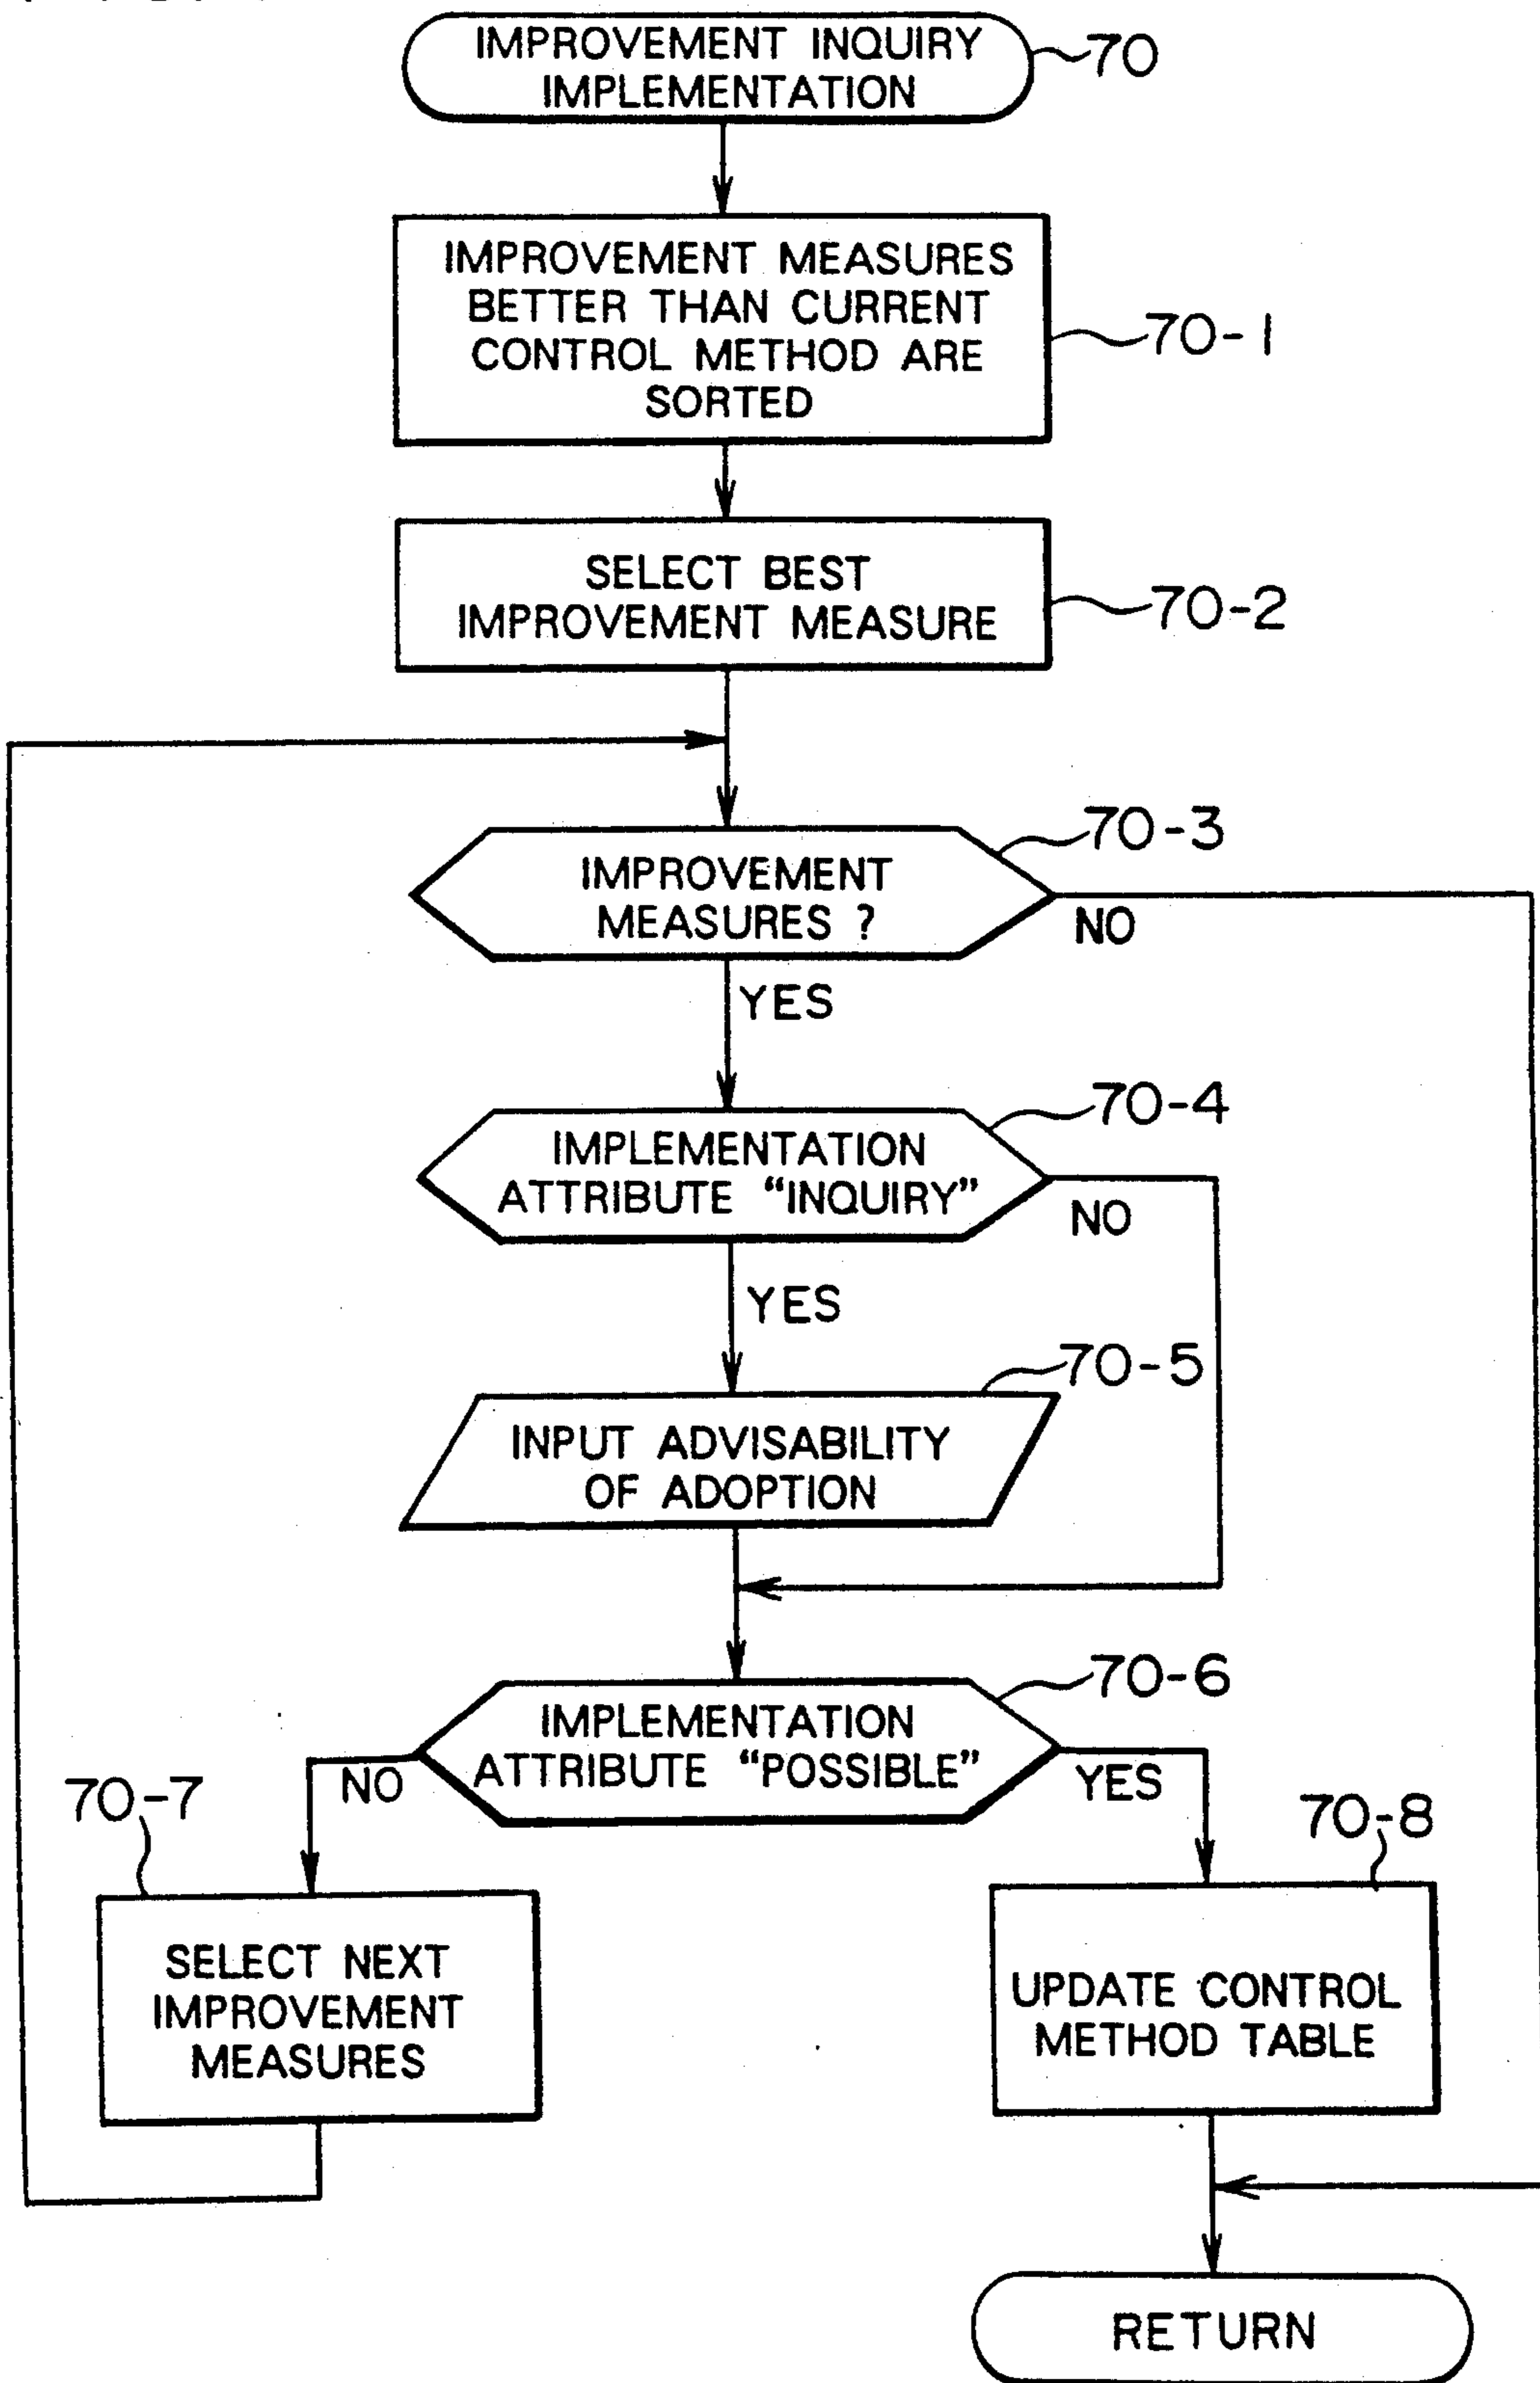 IMPROVEMENT INQUIRY
IMPLEMENTATION
70
IMPROVEMENT MEASURES
BETTER THAN CURRENT
CONTROL METHOD ARE
SORTED
70-1
SELECT BEST
IMPROVEMENT MEASURE
70-2
IMPROVEMENT
MEASURES ?
70-3
NO
YES
IMPLEMENTATION
ATTRIBUTE “INQUIRY”
70-4
NO
YES
70-5
INPUT ADVISABILITY
OF ADOPTION
IMPLEMENTATION
ATTRIBUTE “POSSIBLE”
70-6
NO
YES
70-7
70-8
SELECT NEXT
IMPROVEMENT
MEASURES
UPDATE CONTROL
METHOD TABLE
RETURN